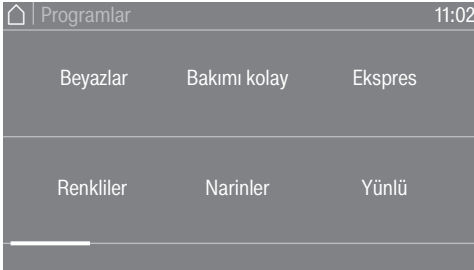 Programlar 11:02
Beyazlar Bakımı kolay Ekspres
Renkliler Narinler Yünlü